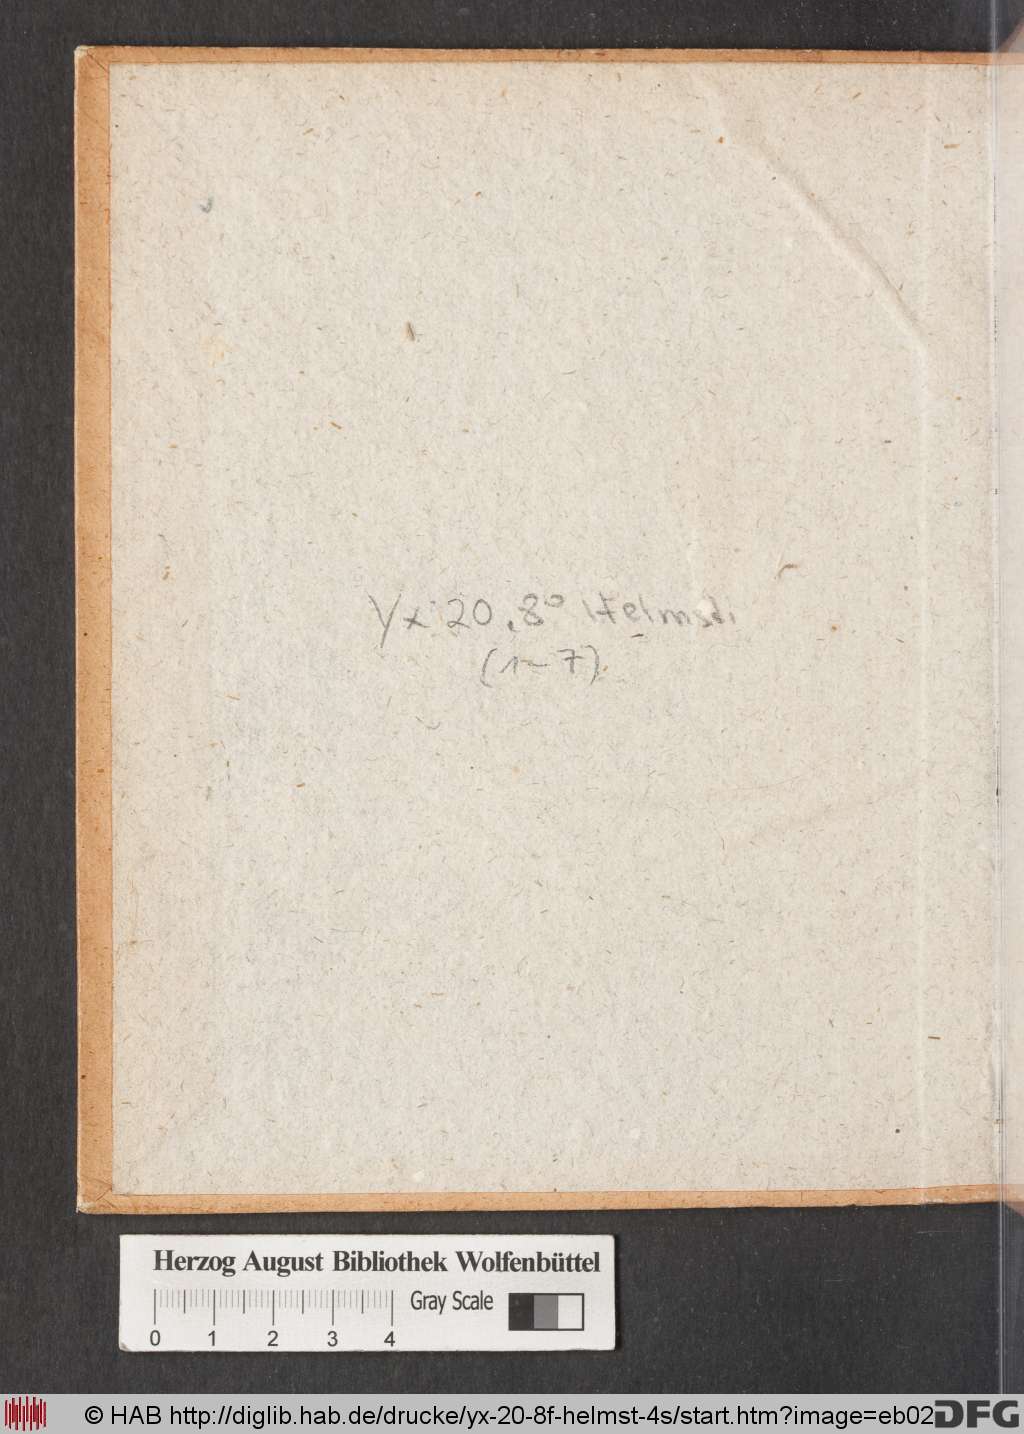 Yx 20.8° Helmst.
(1-7)
Herzog August Bibliothek Wolfenbüttel
Gray Scale
0 1 2 3 4
© HAB http://diglib.hab.de/drucke/yx-20-8f-helmst-4s/start.htm?image=eb02
DFG